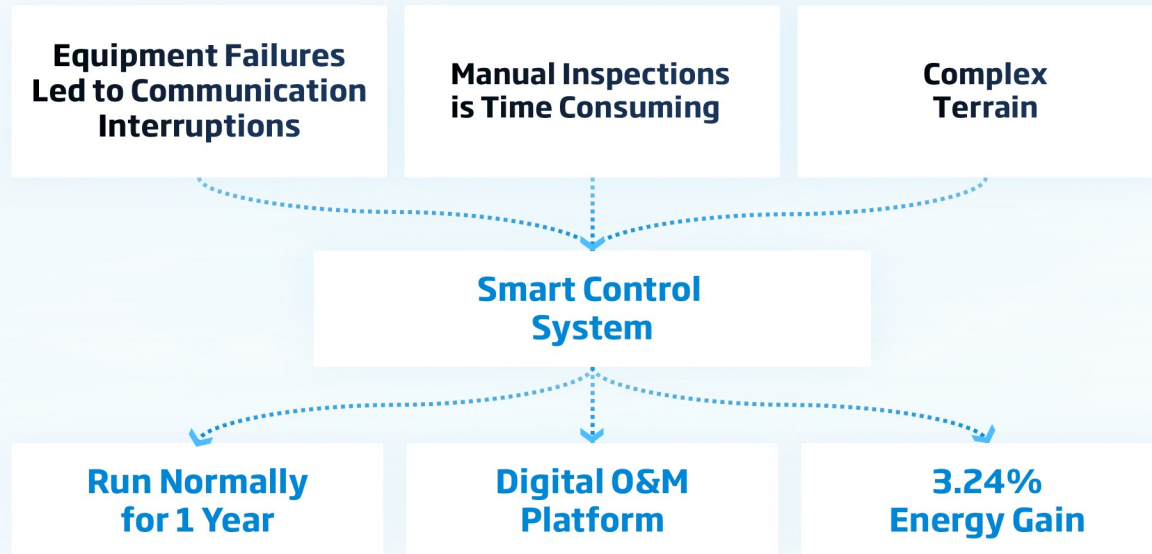 Equipment Failures
Led to Communication
Interruptions
Manual Inspections
is Time Consuming
Complex
Terrain
Smart Control
System
Run Normally
for 1 Year
Digital O&M
Platform
3.24%
Energy Gain